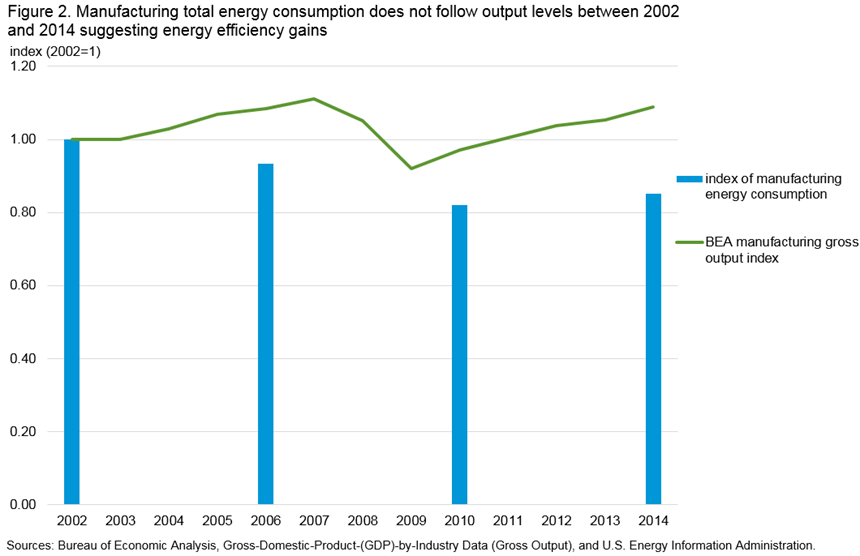 Figure 2. Manufacturing total energy consumption does not follow output levels between 2002
and 2014 suggesting energy efficiency gains
index (2002=1)
1.20
1.00
0.80
0.60
0.40
0.20
0.00
2002 2003 2004 2005 2006 2007 2008 2009 2010 2011 2012 2013 2014
index of manufacturing
energy consumption
BEA manufacturing gross
output index
Sources: Bureau of Economic Analysis, Gross-Domestic-Product-(GDP)-by-Industry Data (Gross Output), and U.S. Energy Information Administration.